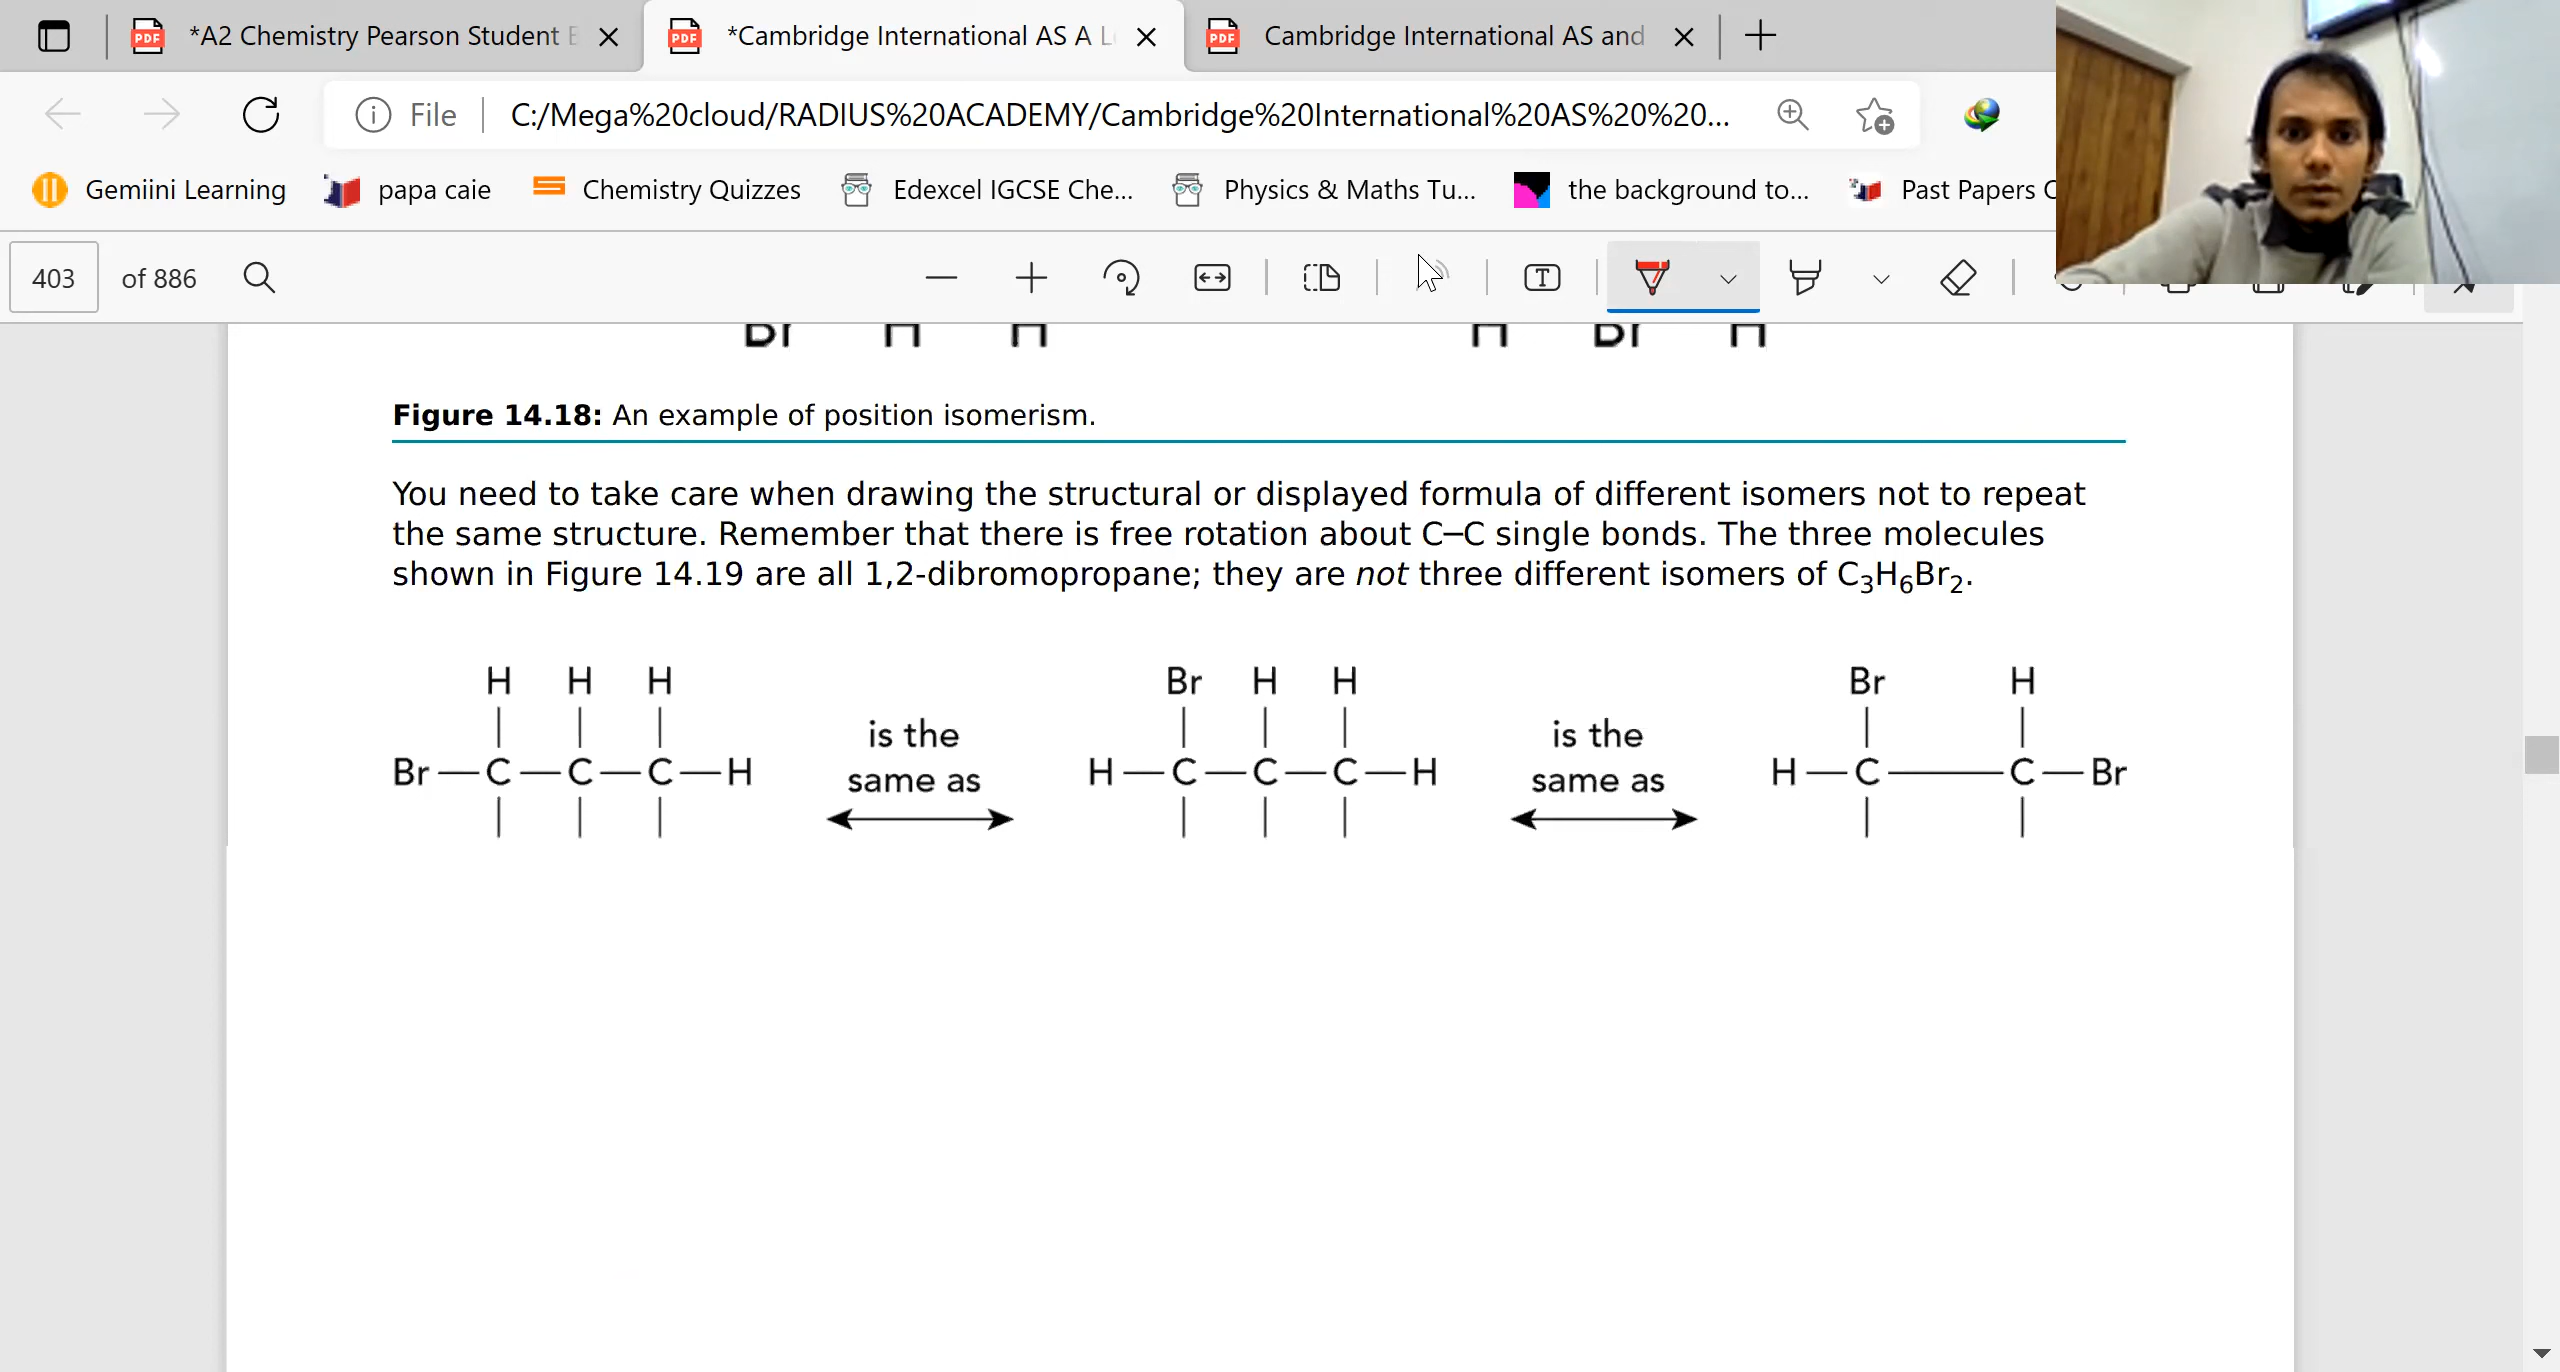 *A2 Chemistry Pearson Student
*Cambridge International AS A L
Cambridge International AS and
File
C:/Mega%20cloud/RADIUS%20ACADEMY/Cambridge%20International%20AS%20%20...
Gemiini Learning
papa caie
Chemistry Quizzes
Edexcel IGCSE Che...
Physics & Maths Tu...
the background to...
Past Papers
403 of 886
Br H H H Br H
Figure 14.18: An example of position isomerism.
You need to take care when drawing the structural or displayed formula of different isomers not to repeat
the same structure. Remember that there is free rotation about C─C single bonds. The three molecules
shown in Figure 14.19 are all 1,2-dibromopropane; they are not three different isomers of C₃H₆Br₂.
H H H Br H H Br H
is the is the
Br—C—C—C—H same as H—C—C—C—H same as H—C—C—Br